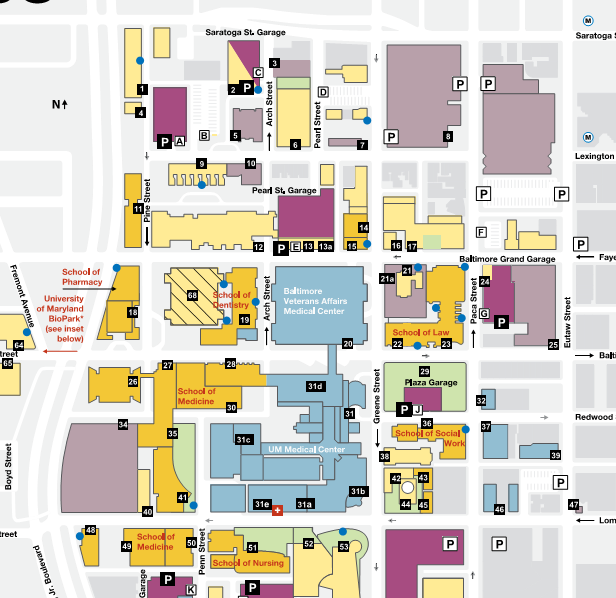 M
Saratoga St. Garage
Saratoga S
3
C
P
2
1
D
P
P
N
4
B
Arch Street
Pearl Street
M
P
A
5
6
7
P
8
Lexington
9
10
Pearl St. Garage
Pine Street
11
P
P
14
F
12
P
E
13
13a
15
16
17
P
Baltimore Grand Garage
Faye
Fremont Avenue
School of
Pharmacy
University
of Maryland
BioPark*
(see inset
below)
68
School of
Dentistry
18
19
Arch Street
Baltimore
Veterans Affairs
Medical Center
21a
21
24
Paca Street
G
P
Eutaw Street
School of Law
20
22
23
25
64
treet
65
Balti
26
27
28
School of
Medicine
30
31d
31
Greene Street
29
Plaza Garage
P
J
32
Redwood
34
35
31c
UM Medical Center
36
School of Social
Work
37
38
39
Boyd Street
40
41
31e
31a
31b
42
43
44
45
46
P
47
Lom
treet
48
49
School of
Medicine
50
Penn Street
51
School of Nursing
52
53
P
P
Jr. Boulevard
Garage
P
K
P